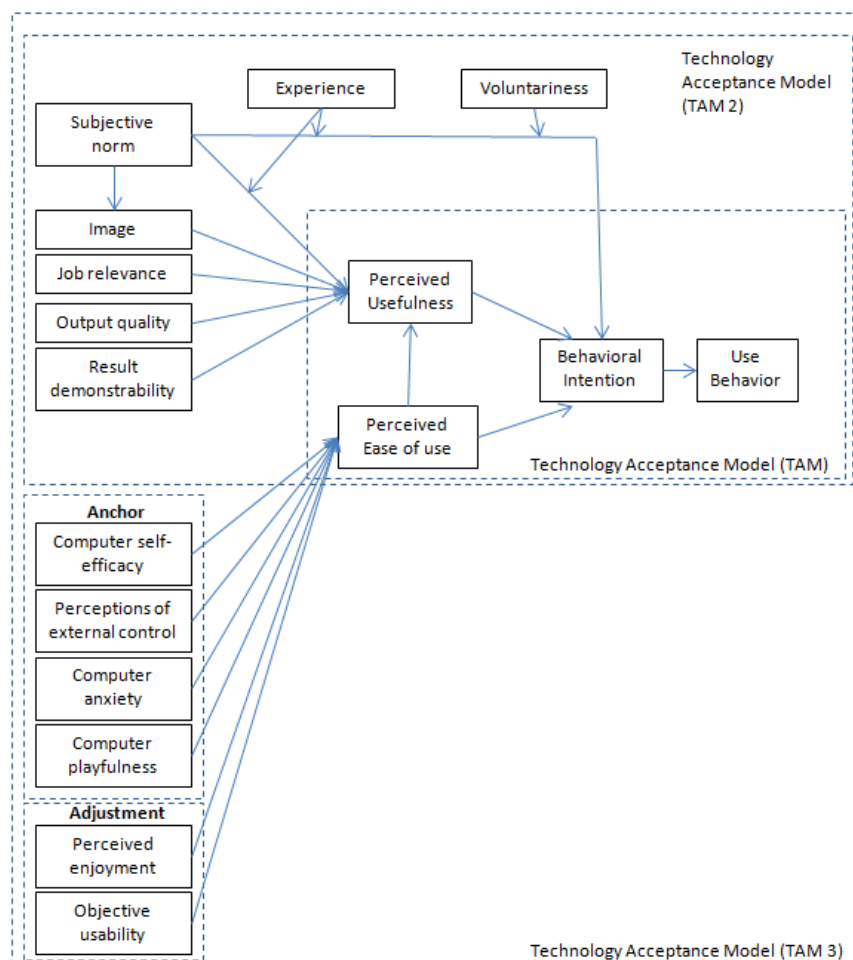 Technology
Acceptance Model
(TAM 2)
Experience
Voluntariness
Subjective
norm
Image
Job relevance
Output quality
Result
demonstrability
Perceived
Usefulness
Behavioral
Intention
Use
Behavior
Perceived
Ease of use
Technology Acceptance Model (TAM)
Anchor
Computer self-
efficacy
Perceptions of
external control
Computer
anxiety
Computer
playfulness
Adjustment
Perceived
enjoyment
Objective
usability
Technology Acceptance Model (TAM 3)